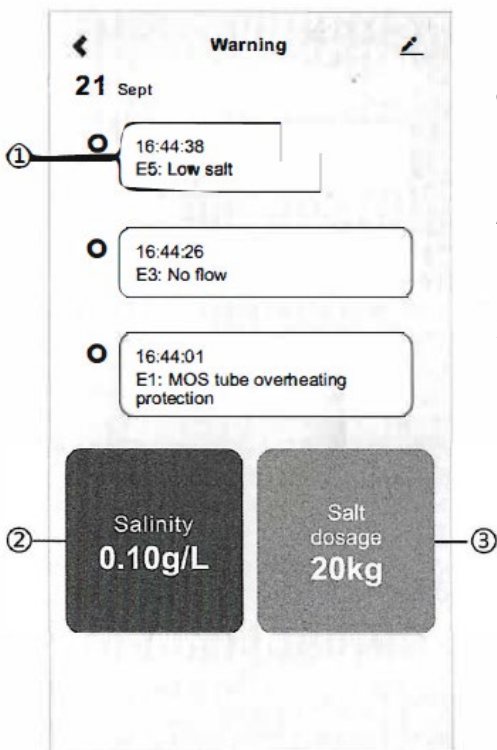 Warning
21 Sept
①
16:44:38
E5: Low salt
16:44:26
E3: No flow
16:44:01
E1: MOS tube overheating
protection
②
Salinity
0.10g/L
Salt
dosage
20kg
③